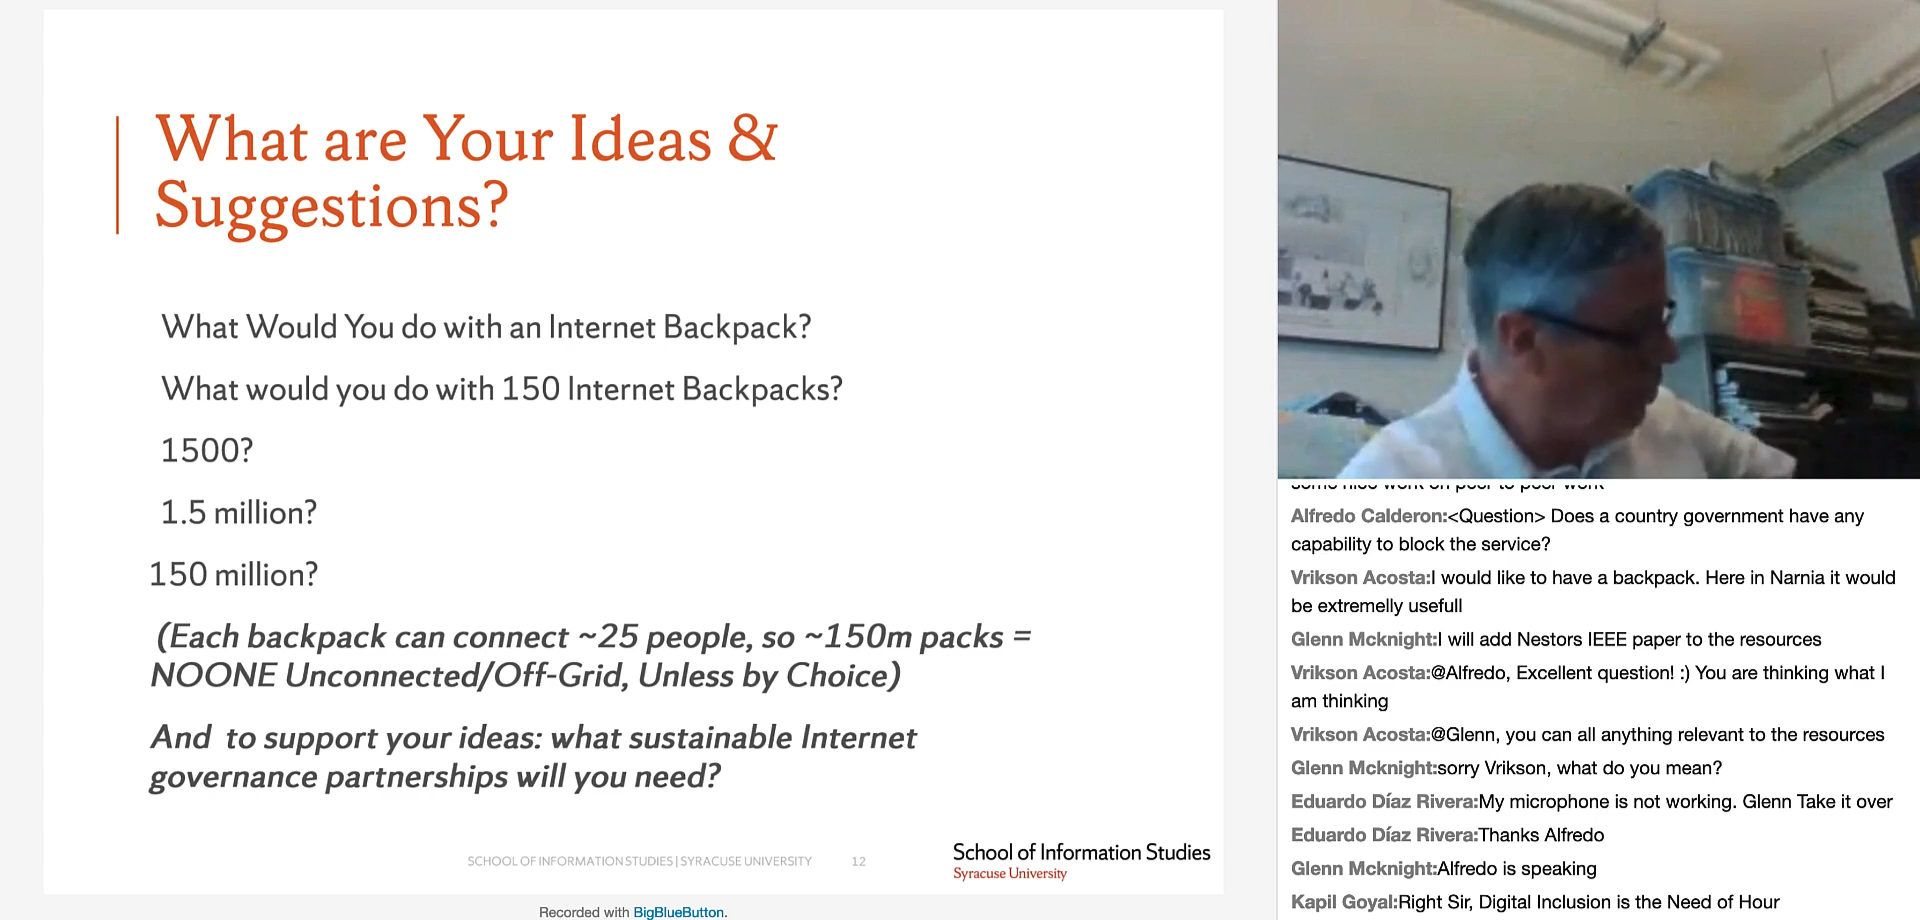 What are Your Ideas &
Suggestions?
What Would You do with an Internet Backpack?
What would you do with 150 Internet Backpacks?
1500?
1.5 million?
150 million?
(Each backpack can connect ~25 people, so ~150m packs =
NOONE Unconnected/Off-Grid, Unless by Choice)
And to support your ideas: what sustainable Internet
governance partnerships will you need?
SCHOOL OF INFORMATION STUDIES | SYRACUSE UNIVERSITY 12
School of Information Studies
Syracuse University
Recorded with BigBlueButton.
some nice work on peer to peer work
Alfredo Calderon:<Question> Does a country government have any
capability to block the service?
Vrikson Acosta:I would like to have a backpack. Here in Narnia it would
be extremelly usefull
Glenn Mcknight:I will add Nestors IEEE paper to the resources
Vrikson Acosta:@Alfredo, Excellent question! :) You are thinking what I
am thinking
Vrikson Acosta:@Glenn, you can all anything relevant to the resources
Glenn Mcknight:sorry Vrikson, what do you mean?
Eduardo Díaz Rivera:My microphone is not working. Glenn Take it over
Eduardo Díaz Rivera:Thanks Alfredo
Glenn Mcknight:Alfredo is speaking
Kapil Goyal:Right Sir, Digital Inclusion is the Need of Hour